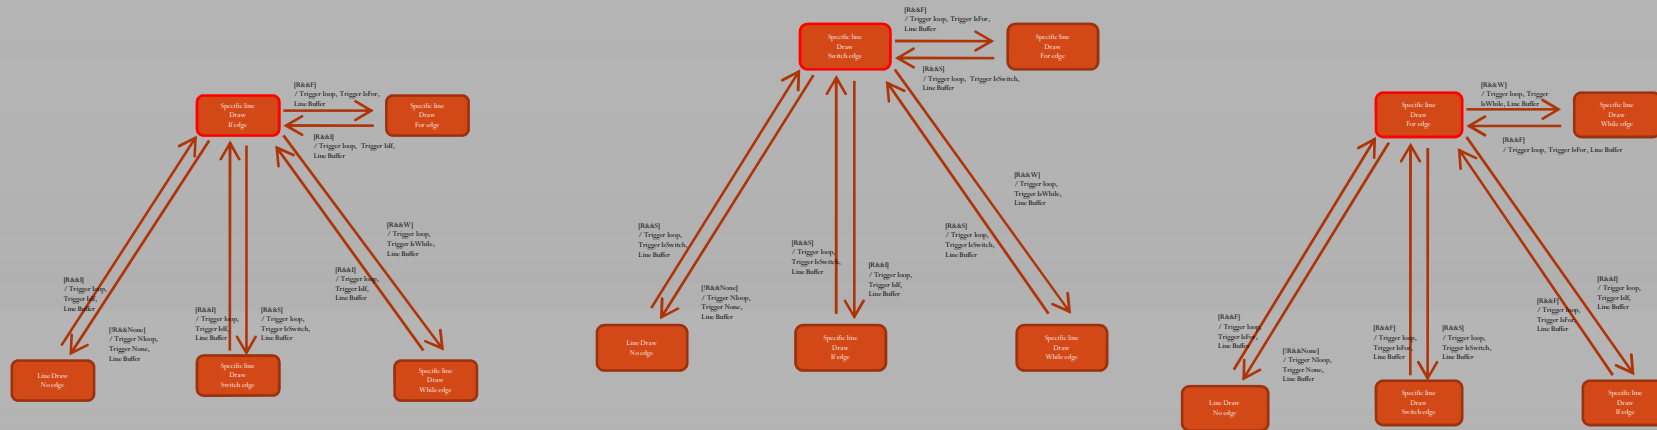 [R&&F]
/ Trigger loop, Trigger IsFor,
Line Buffer
Specific line
Draw
If edge
Specific line
Draw
For edge
[R&&I]
/ Trigger loop, Trigger IsIf,
Line Buffer
[R&&W]
/ Trigger loop,
Trigger IsWhile,
Line Buffer
[R&&I]
/ Trigger loop,
Trigger IsIf,
Line Buffer
[R&&I]
/ Trigger loop,
Trigger IsIf,
Line Buffer
[!R&&None]
/ Trigger Nloop,
Trigger None,
Line Buffer
[R&&I]
/ Trigger loop,
Trigger IsIf,
Line Buffer
[R&&S]
/ Trigger loop,
Trigger IsSwitch,
Line Buffer
Line Draw
No edge
Specific line
Draw
Switch edge
Specific line
Draw
While edge
[R&&F]
/ Trigger loop, Trigger IsFor,
Line Buffer
Specific line
Draw
Switch edge
Specific line
Draw
For edge
[R&&S]
/ Trigger loop, Trigger IsSwitch,
Line Buffer
[R&&W]
/ Trigger loop,
Trigger IsWhile,
Line Buffer
[R&&S]
/ Trigger loop,
Trigger IsSwitch,
Line Buffer
[R&&S]
/ Trigger loop,
Trigger IsSwitch,
Line Buffer
[R&&S]
/ Trigger loop,
Trigger IsSwitch,
Line Buffer
[R&&I]
/ Trigger loop,
Trigger IsIf,
Line Buffer
[!R&&None]
/ Trigger Nloop,
Trigger None,
Line Buffer
Line Draw
No edge
Specific line
Draw
If edge
Specific line
Draw
While edge
[R&&W]
/ Trigger loop, Trigger
IsWhile, Line Buffer
Specific line
Draw
For edge
Specific line
Draw
While edge
[R&&F]
/ Trigger loop, Trigger IsFor, Line Buffer
[R&&I]
/ Trigger loop,
Trigger IsIf,
Line Buffer
[R&&F]
/ Trigger loop,
Trigger IsFor,
Line Buffer
[R&&F]
/ Trigger loop,
Trigger IsFor,
Line Buffer
[!R&&None]
/ Trigger Nloop,
Trigger None,
Line Buffer
[R&&F]
/ Trigger loop,
Trigger IsFor,
Line Buffer
[R&&S]
/ Trigger loop,
Trigger IsSwitch,
Line Buffer
Line Draw
No edge
Specific line
Draw
Switch edge
Specific line
Draw
If edge